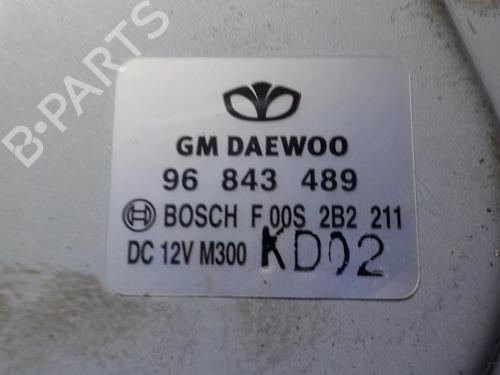 B-PARTS
GM DAEWOO
96 843 489
BOSCH F 00S 2B2 211
DC 12V M300 KD02